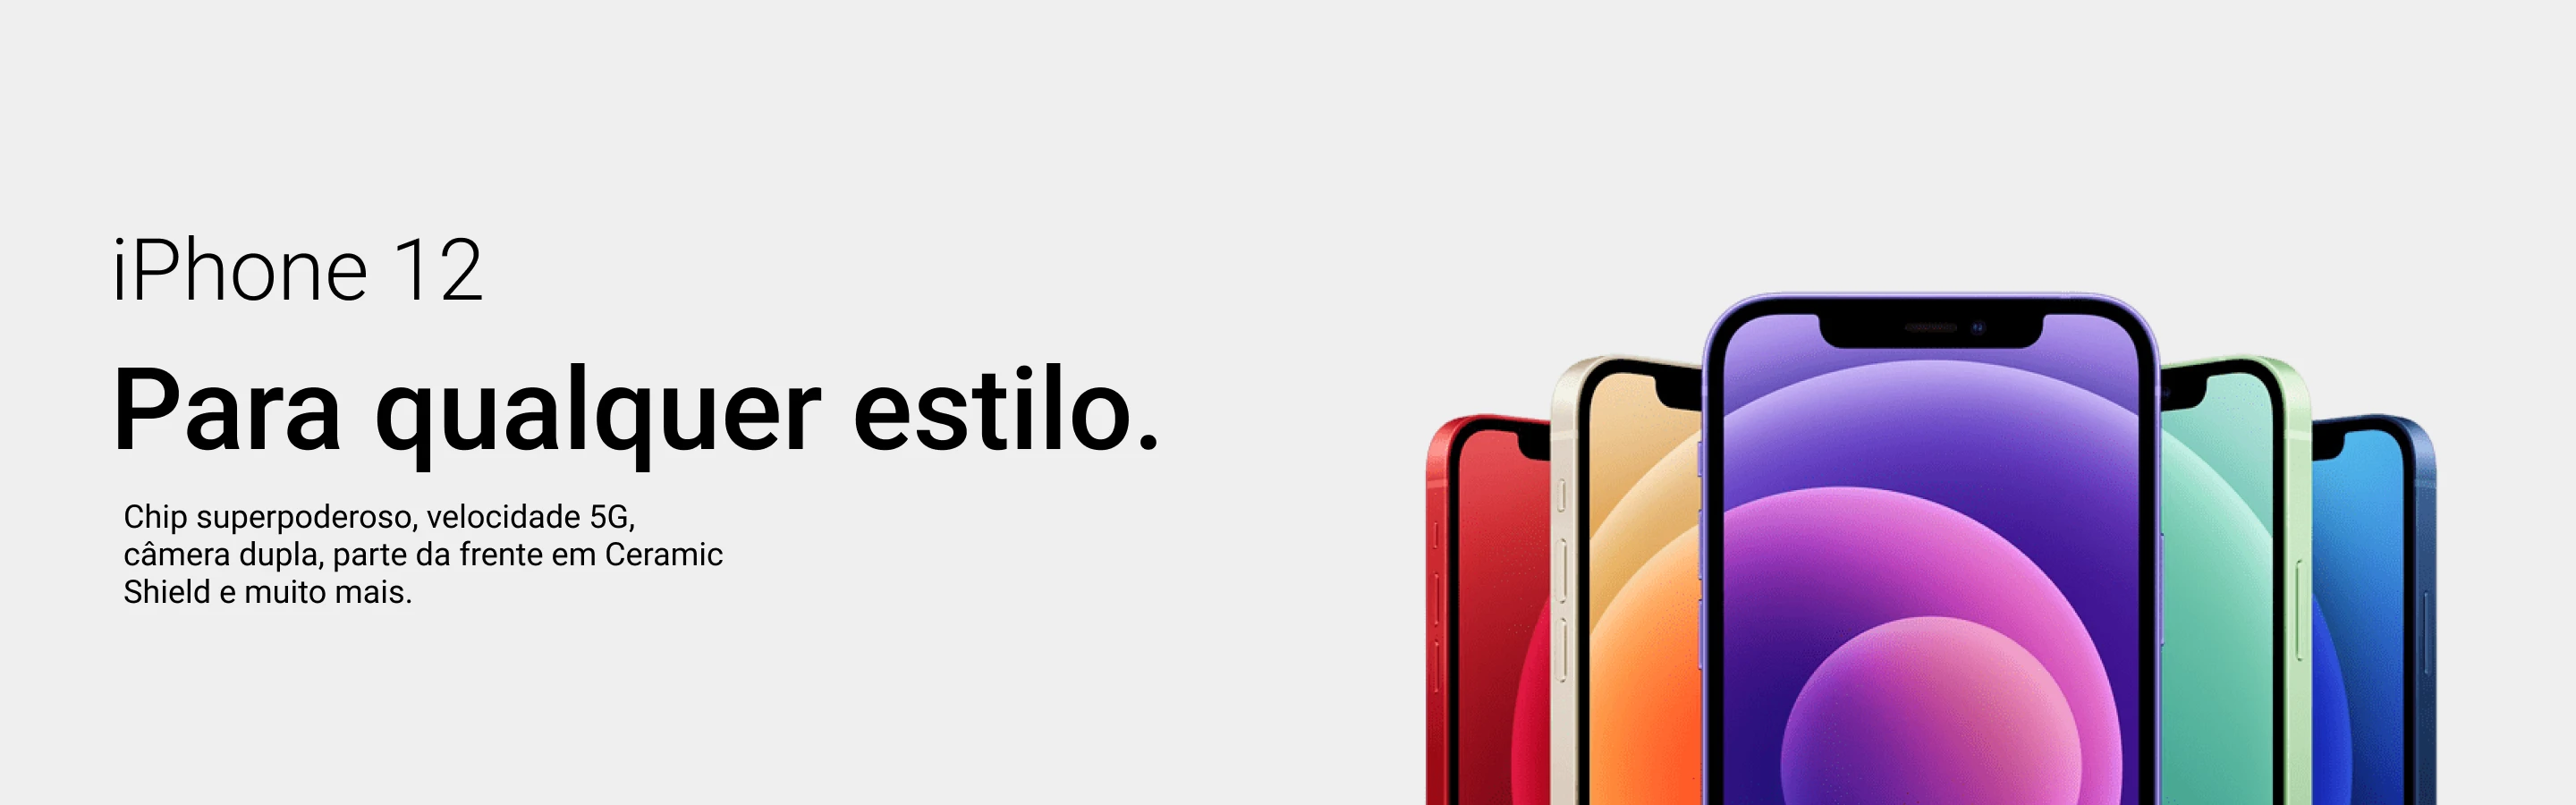 iPhone 12
Para qualquer estilo.
Chip superpoderoso, velocidade 5G,
câmera dupla, parte da frente em Ceramic
Shield e muito mais.